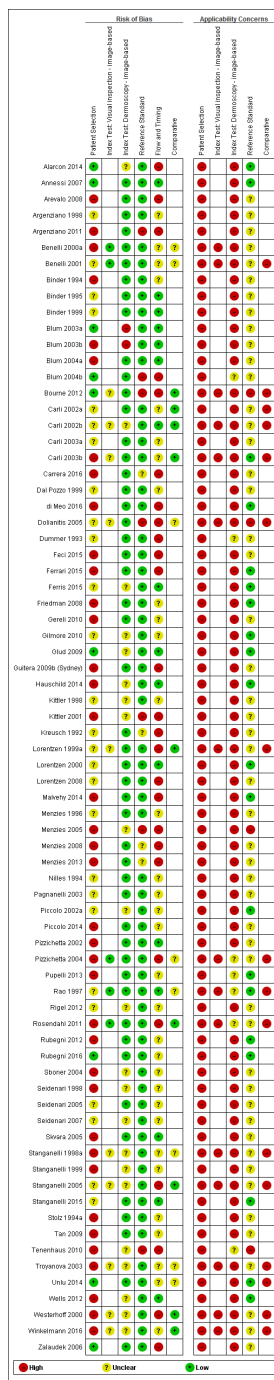 Risk of Bias
Applicability Concerns
Patient Selection
Index Test: Visual inspection - image-based
Index Test: Dermoscopy - image-based
Reference Standard
Flow and Timing
Comparative
Patient Selection
Index Test: Visual inspection - image-based
Index Test: Dermoscopy - image-based
Reference Standard
Comparative
Alarcon 2014
Annessi 2007
Arevalo 2008
Argenziano 1998
Argenziano 2011
Benelli 2000a
Benelli 2001
Binder 1994
Binder 1995
Binder 1999
Blum 2003a
Blum 2003b
Blum 2004a
Blum 2004b
Bourne 2012
Carli 2002a
Carli 2002b
Carli 2003a
Carli 2003b
Carrera 2016
Dal Pozzo 1999
di Meo 2016
Dolianitis 2005
Dummer 1993
Feci 2015
Ferrari 2015
Ferris 2015
Friedman 2008
Gereli 2010
Gilmore 2010
Glud 2009
Guitera 2009b (Sydney)
Hauschild 2014
Kittler 1998
Kittler 2001
Kreusch 1992
Lorentzen 1999a
Lorentzen 2000
Lorentzen 2008
Malvehy 2014
Menzies 1996
Menzies 2005
Menzies 2008
Menzies 2013
Nilles 1994
Pagnanelli 2003
Piccolo 2002a
Piccolo 2014
Pizzichetta 2002
Pizzichetta 2004
Pupelli 2013
Rao 1997
Rigel 2012
Rosendahl 2011
Rubegni 2012
Rubegni 2016
Sboner 2004
Seidenari 1998
Seidenari 2005
Seidenari 2007
Skvara 2005
Stanganelli 1998a
Stanganelli 1999
Stanganelli 2005
Stanganelli 2015
Stolz 1994a
Tan 2009
Tenenhaus 2010
Troyanova 2003
Unlu 2014
Wells 2012
Westerhoff 2000
Winkelmann 2016
Zalaudek 2006
High
Unclear
Low